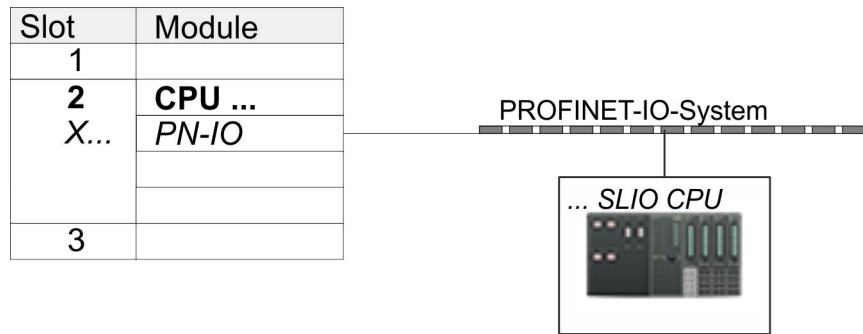 Slot Module
1
2 CPU ...
X... PN-IO
3
PROFINET-IO-System
... SLIO CPU